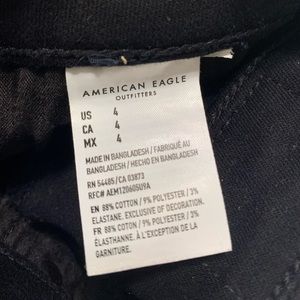 AMERICAN EAGLE
OUTFITTERS
US 4
CA 4
MX 4
MADE IN BANGLADESH / FABRIQUÉ AU
BANGLADESH / HECHO EN BANGLADESH
RN 54485/CA 03873
RFC# AEM120605U9A
EN 88% COTTON / 9% POLYESTER / 3%
ELASTANE. EXCLUSIVE OF DECORATION.
FR 88% COTON / 9% POLYESTER / 3%
ÉLASTHANNE. À L'EXCEPTION DE LA
GARNITURE.